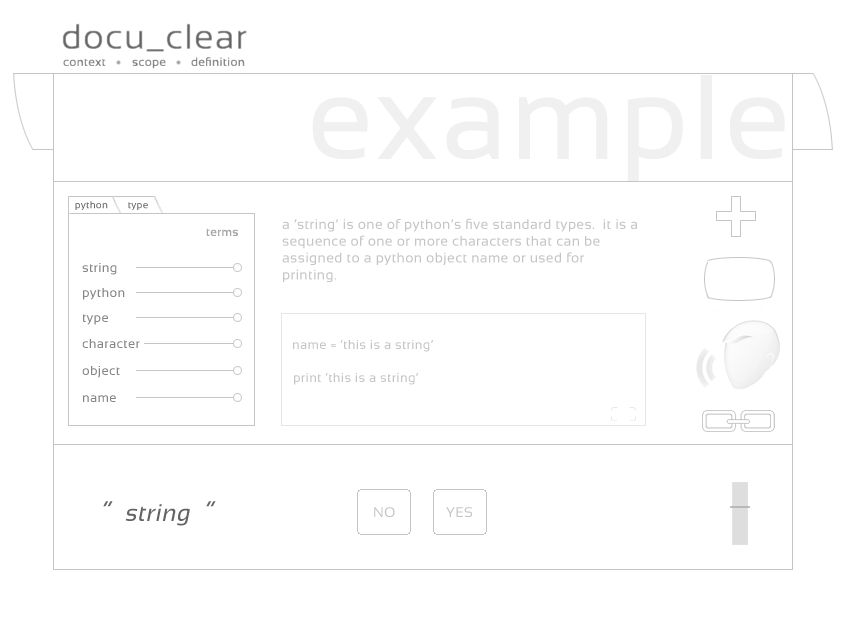 docu_clear
context • scope • definition
example
python type
terms
string
python
type
character
object
name
a 'string' is one of python's five standard types. it is a
sequence of one or more characters that can be
assigned to a python object name or used for
printing.
name = 'this is a string'
print 'this is a string'
" string "
NO YES